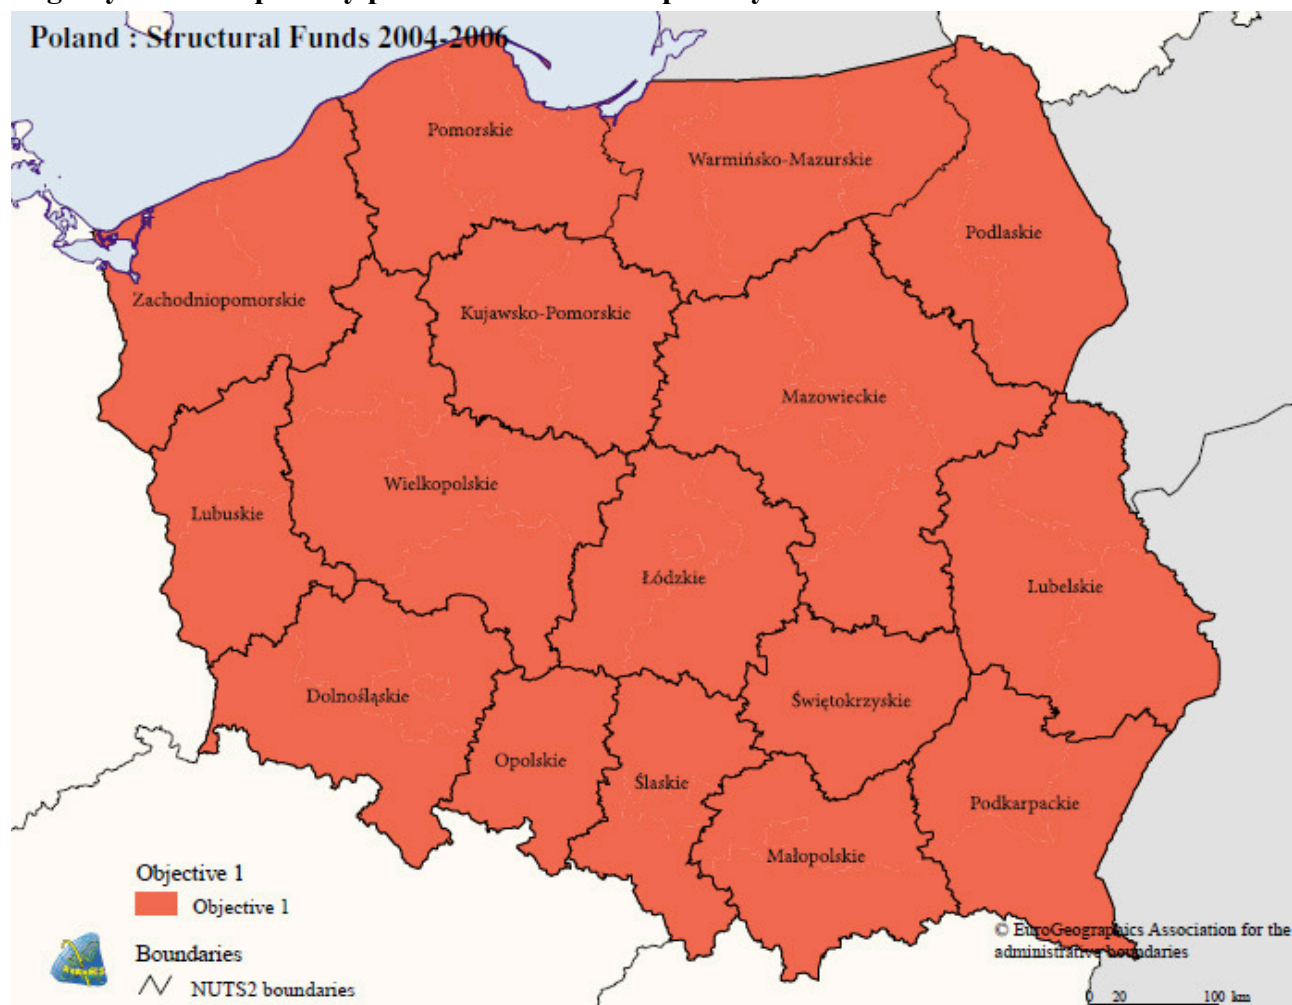 Poland : Structural Funds 2004-2006
Pomorskie
Warmińsko-Mazurskie
Podlaskie
Zachodniopomorskie
Kujawsko-Pomorskie
Mazowieckie
Wielkopolskie
Lubuskie
Łódzkie
Lubelskie
Dolnośląskie
Świętokrzyskie
Opolskie
Ślaskie
Podkarpackie
Małopolskie
Objective 1
Objective 1
© EuroGeographics Association for the
administrative boundaries
Boundaries
NUTS2 boundaries
0 20 100 km